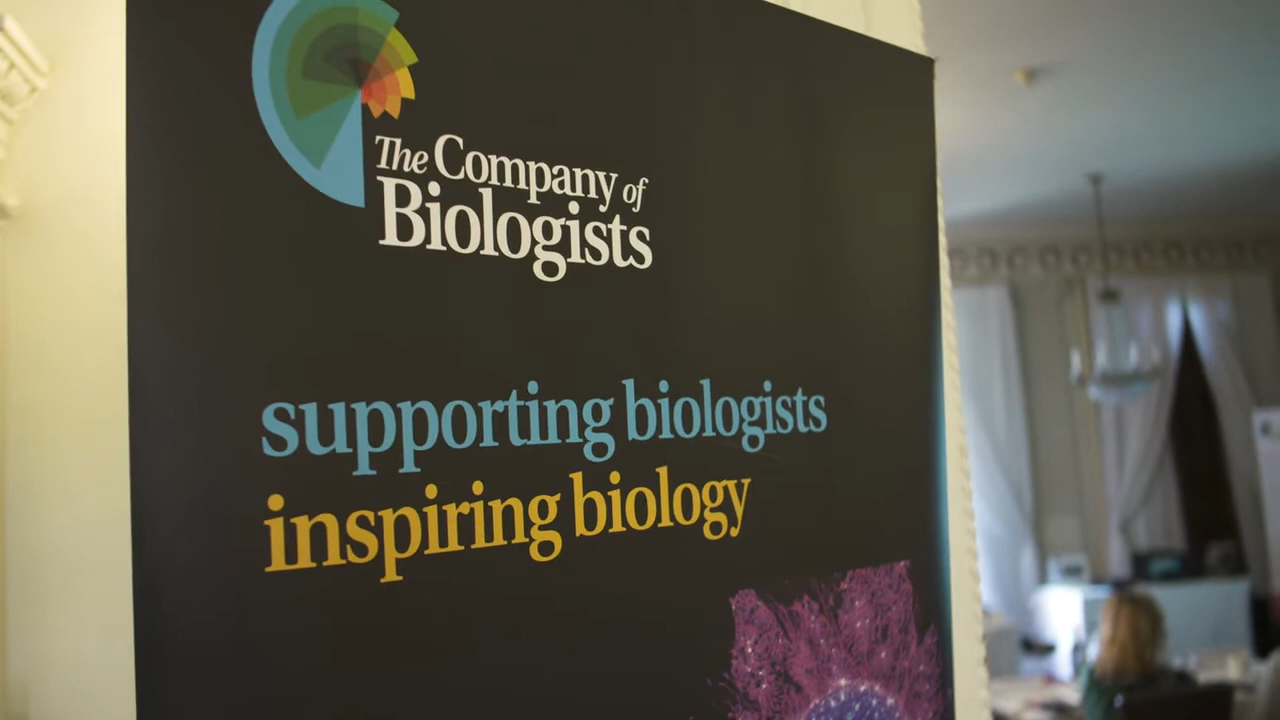 The Company of
Biologists
supporting biologists
inspiring biology